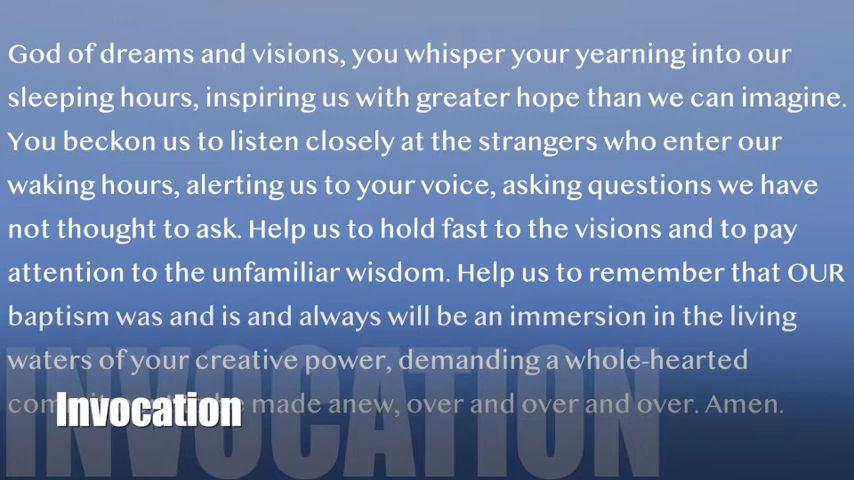 God of dreams and visions, you whisper your yearning into our
sleeping hours, inspiring us with greater hope than we can imagine.
You beckon us to listen closely at the strangers who enter our
waking hours, alerting us to your voice, asking questions we have
not thought to ask. Help us to hold fast to the visions and to pay
attention to the unfamiliar wisdom. Help us to remember that OUR
baptism was and is and always will be an immersion in the living
waters of your creative power, demanding a whole-hearted
made anew, over and over and over. Amen.
Invocation
INVOCATION